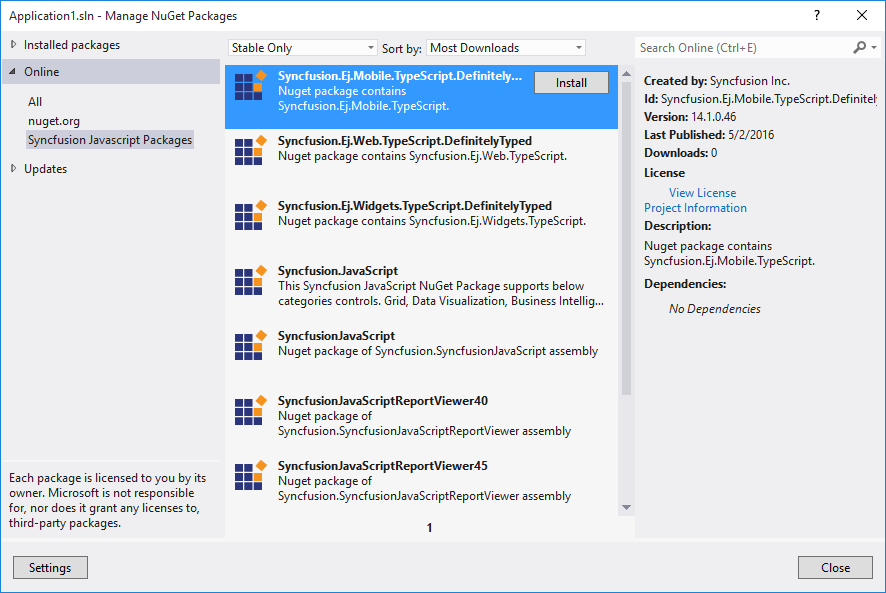 Application1.sln - Manage NuGet Packages
?
Installed packages
Online
All
nuget.org
Syncfusion Javascript Packages
Updates
Each package is licensed to you by its
owner. Microsoft is not responsible
for, nor does it grant any licenses to,
third-party packages.
Settings
Stable Only
Sort by:
Most Downloads
Syncfusion.Ej.Mobile.TypeScript.Definitely...
Install
Nuget package contains
Syncfusion.Ej.Mobile.TypeScript.
Syncfusion.Ej.Web.TypeScript.DefinitelyTyped
Nuget package contains Syncfusion.Ej.Web.TypeScript.
Syncfusion.Ej.Widgets.TypeScript.DefinitelyTyped
Nuget package contains Syncfusion.Ej.Widgets.TypeScript.
Syncfusion.JavaScript
This Syncfusion JavaScript NuGet Package supports below
categories controls. Grid, Data Visualization, Business Intellig...
SyncfusionJavaScript
Nuget package of Syncfusion.SyncfusionJavaScript assembly
SyncfusionJavaScriptReportViewer40
Nuget package of
Syncfusion.SyncfusionJavaScriptReportViewer assembly
SyncfusionJavaScriptReportViewer45
Nuget package of
Syncfusion.SyncfusionJavaScriptReportViewer assembly
1
Search Online (Ctrl+E)
Created by: Syncfusion Inc.
Id: Syncfusion.Ej.Mobile.TypeScript.Definitely
Version: 14.1.0.46
Last Published: 5/2/2016
Downloads: 0
License
View License
Project Information
Description:
Nuget package contains
Syncfusion.Ej.Mobile.TypeScript.
Dependencies:
No Dependencies
Close